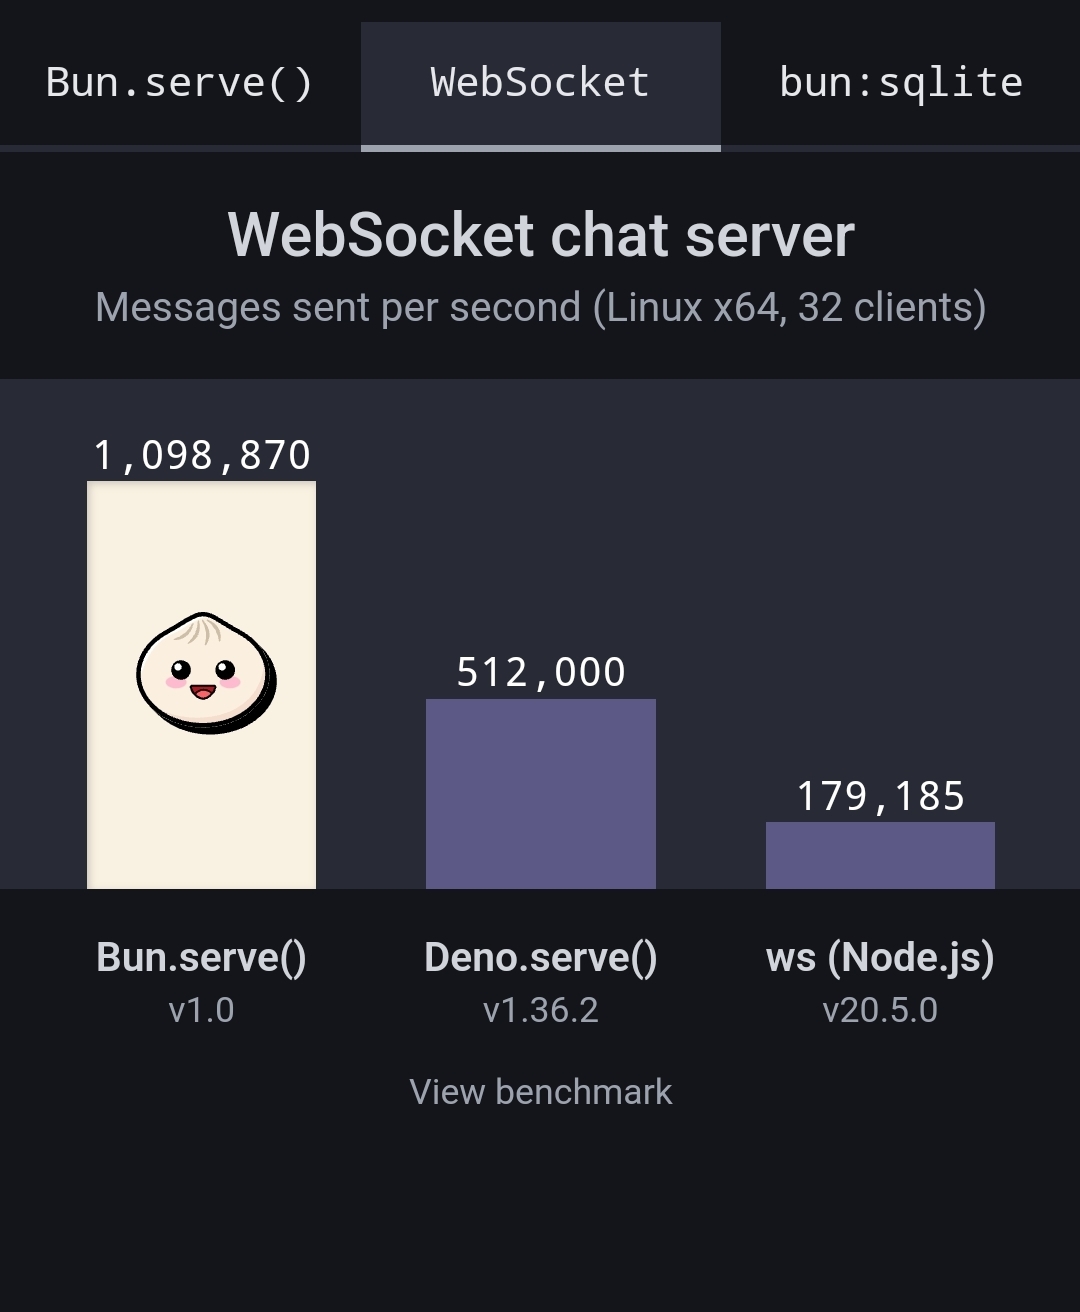 Bun.serve() WebSocket bun:sqlite
WebSocket chat server
Messages sent per second (Linux x64, 32 clients)
1,098,870
512,000
179,185
Bun.serve() Deno.serve() ws (Node.js)
v1.0 v1.36.2 v20.5.0
View benchmark